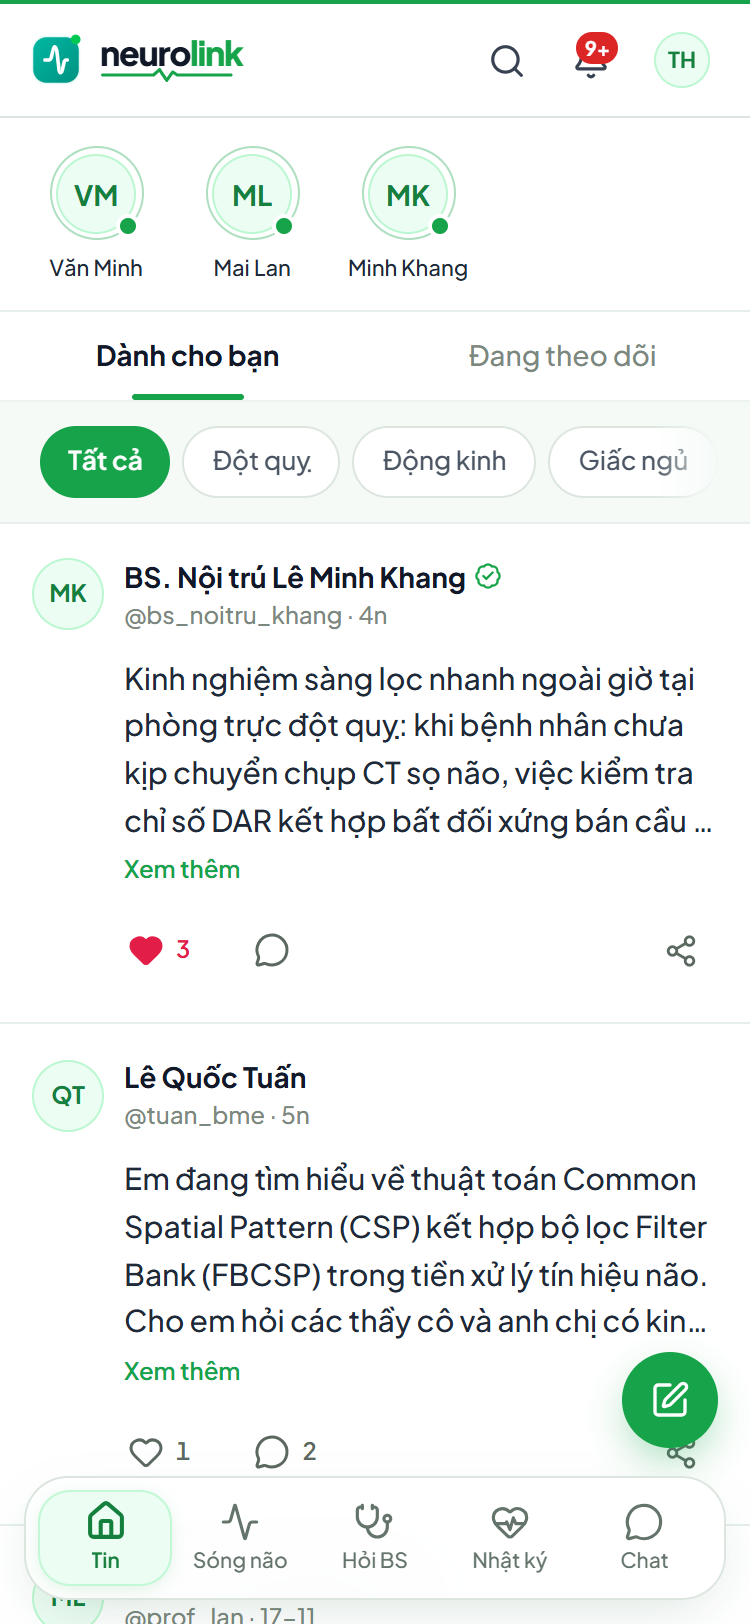 neurolink
9+
TH
VM
ML
MK
Văn Minh
Mai Lan
Minh Khang
Dành cho bạn
Đang theo dõi
Tất cả
Đột quỵ
Động kinh
Giấc ngủ
MK
BS. Nội trú Lê Minh Khang
@bs_noitru_khang · 4n
Kinh nghiệm sàng lọc nhanh ngoài giờ tại
phòng trực đột quỵ: khi bệnh nhân chưa
kịp chuyển chụp CT sọ não, việc kiểm tra
chỉ số DAR kết hợp bất đối xứng bán cầu ...
Xem thêm
3
QT
Lê Quốc Tuấn
@tuan_bme · 5n
Em đang tìm hiểu về thuật toán Common
Spatial Pattern (CSP) kết hợp bộ lọc Filter
Bank (FBCSP) trong tiền xử lý tín hiệu não.
Cho em hỏi các thầy cô và anh chị có kin...
Xem thêm
1
2
Tin
Sóng não
Hỏi BS
Nhật ký
Chat
ML
@prof_lan · 17-11